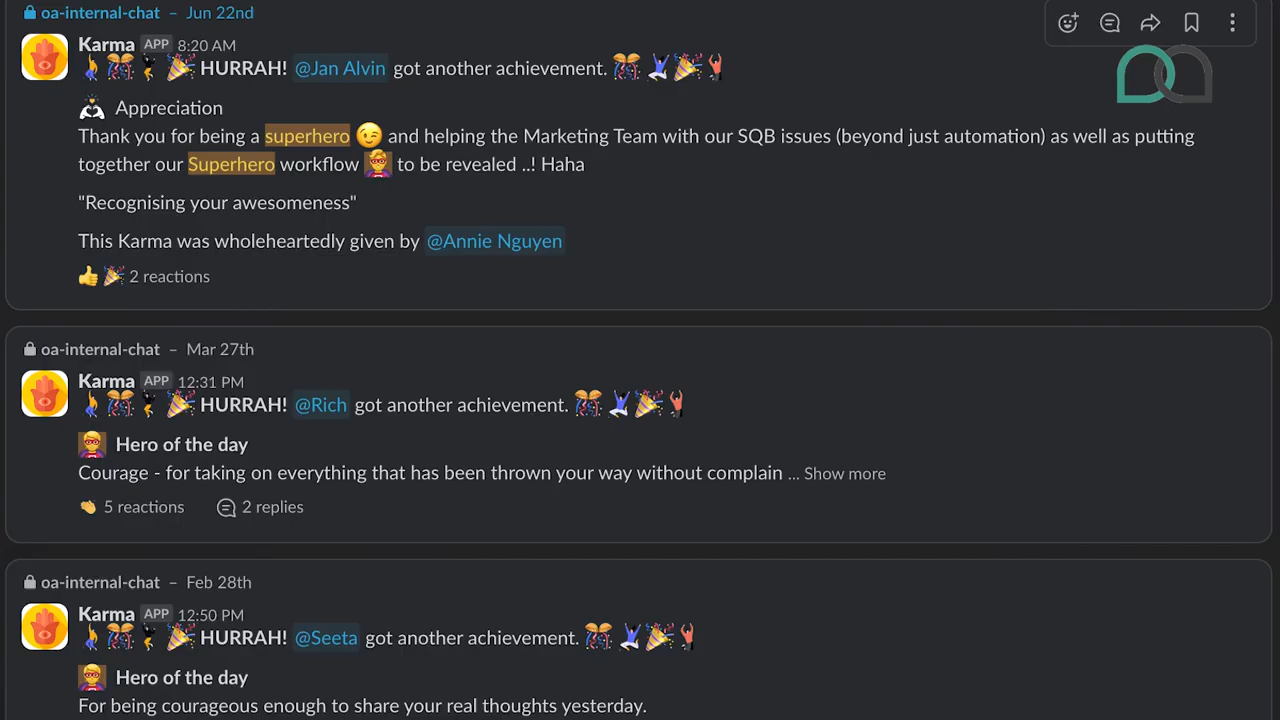 oa-internal-chat – Jun 22nd
Karma APP 8:20 AM
HURRAH! @Jan Alvin got another achievement.
Appreciation
Thank you for being a superhero 😉 and helping the Marketing Team with our SQB issues (beyond just automation) as well as putting
together our Superhero workflow to be revealed ..! Haha
"Recognising your awesomeness"
This Karma was wholeheartedly given by @Annie Nguyen
2 reactions
oa-internal-chat – Mar 27th
Karma APP 12:31 PM
HURRAH! @Rich got another achievement.
Hero of the day
Courage - for taking on everything that has been thrown your way without complain ... Show more
5 reactions 2 replies
oa-internal-chat – Feb 28th
Karma APP 12:50 PM
HURRAH! @Seeta got another achievement.
Hero of the day
For being courageous enough to share your real thoughts yesterday.